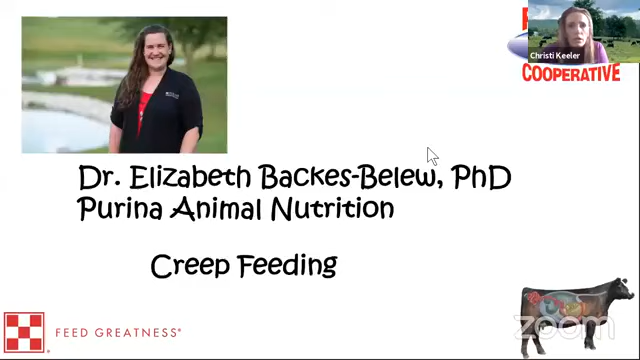 Christi Keeler
COOPERATIVE
Dr. Elizabeth Backes-Belew, PhD
Purina Animal Nutrition
Creep Feeding
FEED GREATNESS®
zoom